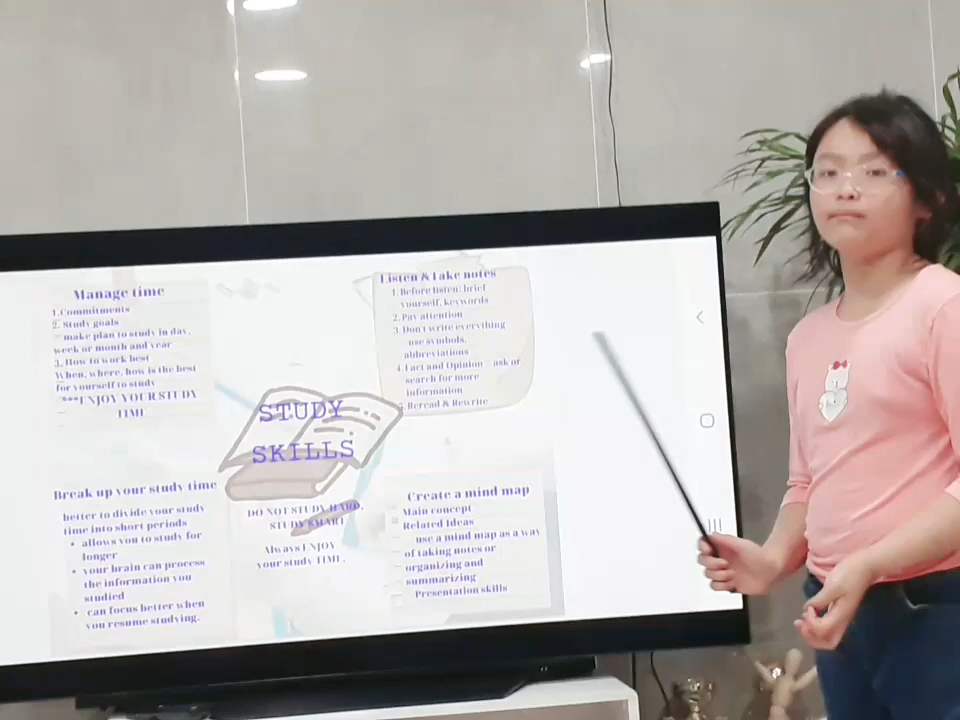 Manage time
1.Commitments
2. Study goals
make plan to study in day,
week or month and year
3. How to work best
When, where, how is the best
for yourself to study
***ENJOY YOUR STUDY
TIME
Listen & Take notes
1. Before listen: brief
yourself, keywords
2. Pay attention
3. Don't write everything
use symbols,
abbreviations
4. Fact and Opinion ask or
search for more
information
5. Reread & Rewrite
STUDY
SKILLS
Break up your study time
better to divide your study
time into short periods
• allows you to study for
longer
• your brain can process
the information you
studied
• can focus better when
you resume studying.
DO NOT STUDY HARD,
STUDY SMART
Always ENJOY
your study TIME.
Create a mind map
Main concept
Related Ideas
use a mind map as a way
of taking notes or
organizing and
summarizing
Presentation skills